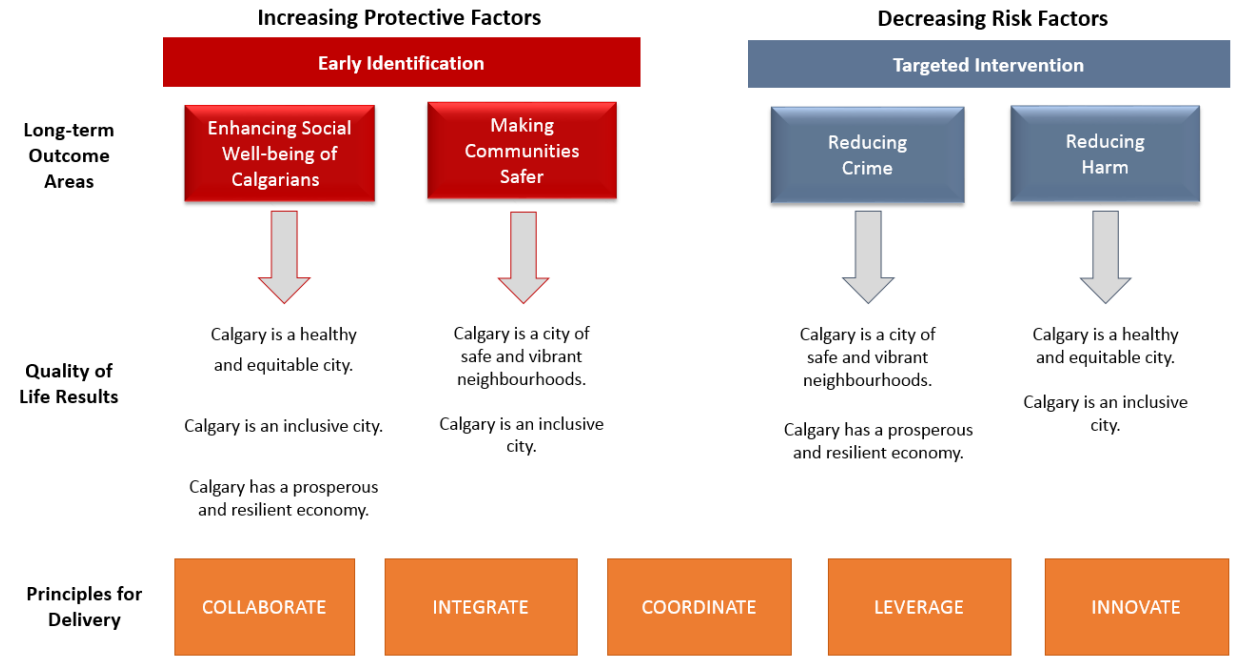 Increasing Protective Factors
Decreasing Risk Factors
Early Identification
Targeted Intervention
Long-term
Outcome
Areas
Enhancing Social
Well-being of
Calgarians
Making
Communities
Safer
Reducing
Crime
Reducing
Harm
Quality of
Life Results
Calgary is a healthy
and equitable city.
Calgary is an inclusive city.
Calgary has a prosperous
and resilient economy.
Calgary is a city of
safe and vibrant
neighbourhoods.
Calgary is an inclusive
city.
Calgary is a city of
safe and vibrant
neighbourhoods.
Calgary has a prosperous
and resilient economy.
Calgary is a healthy
and equitable city.
Calgary is an inclusive
city.
Principles for
Delivery
COLLABORATE
INTEGRATE
COORDINATE
LEVERAGE
INNOVATE